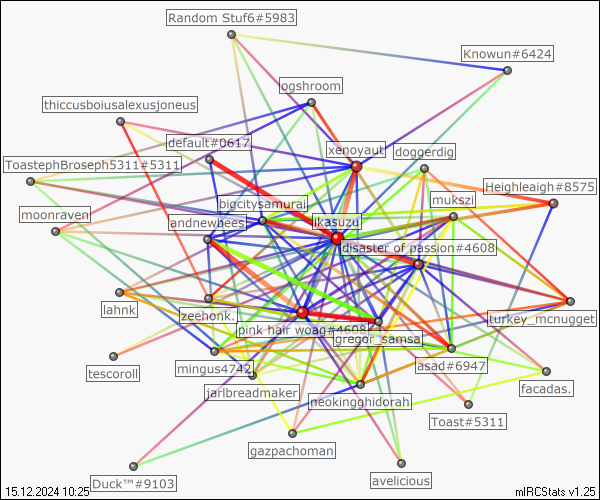 Random Stuf6#5983
Knowun#6424
ogshroom
thiccusboiusalexusjoneus
default#0617
xenoyaut
doggerdig
ToastephBroseph5311#5311
Heighleaigh#8575
bigcitysamurai
mukszi
moonraven
andnewbees
ikasuzu
disaster of passion#4608
lahnk
zeehonk.
turkey_mcnugget
pink hair woag#4608
gregor_samsa
tescoroll
mingus4742
asad#6947
jarlbreadmaker
neokingghidorah
facadas.
Toast#5311
gazpachoman
avelicious
Duck™#9103
15.12.2024 10:25
mIRCStats v1.25